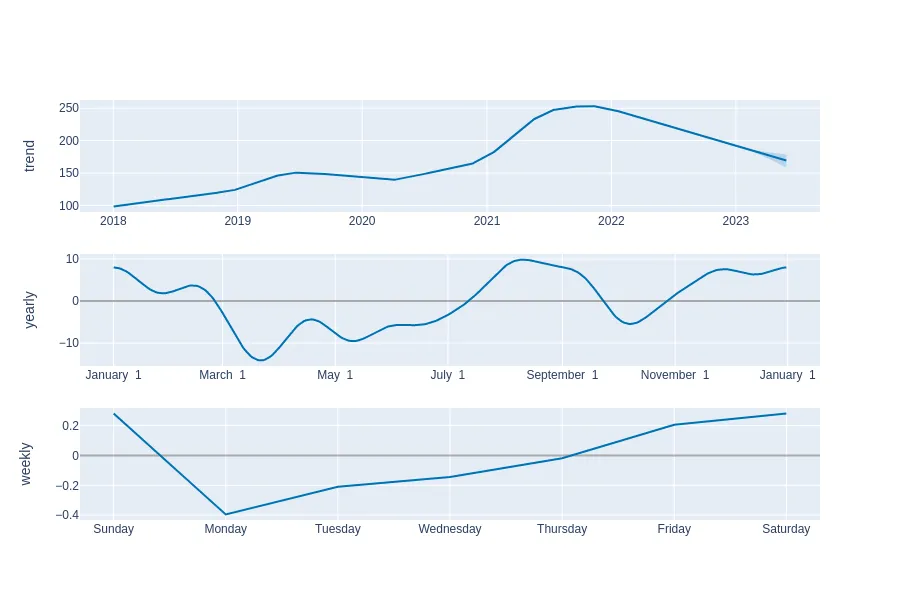 250
200
150
100
trend
2018 2019 2020 2021 2022 2023
10
0
−10
yearly
January 1 March 1 May 1 July 1 September 1 November 1 January 1
0.2
0
−0.2
−0.4
weekly
Sunday Monday Tuesday Wednesday Thursday Friday Saturday